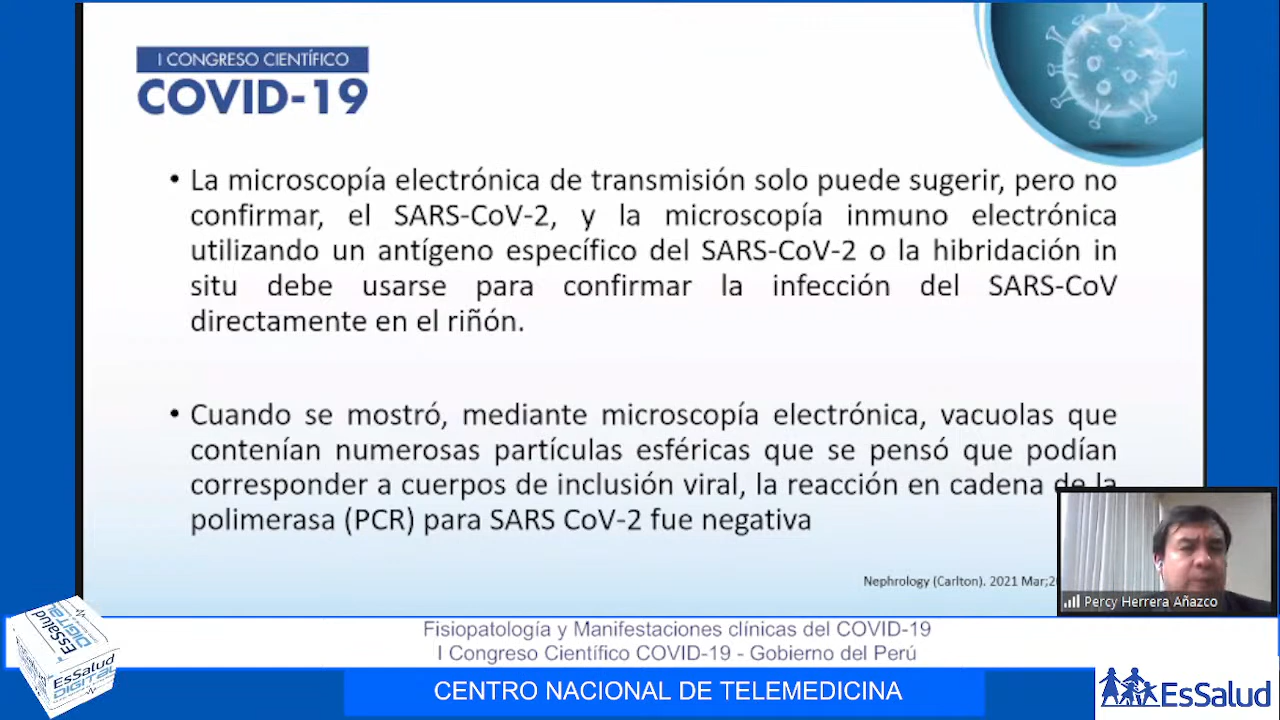 I CONGRESO CIENTÍFICO
COVID-19
• La microscopía electrónica de transmisión solo puede sugerir, pero no
confirmar, el SARS-CoV-2, y la microscopía inmuno electrónica
utilizando un antígeno específico del SARS-CoV-2 o la hibridación in
situ debe usarse para confirmar la infección del SARS-CoV
directamente en el riñón.
• Cuando se mostró, mediante microscopía electrónica, vacuolas que
contenían numerosas partículas esféricas que se pensó que podían
corresponder a cuerpos de inclusión viral, la reacción en cadena de la
polimerasa (PCR) para SARS CoV-2 fue negativa
Nephrology (Carlton). 2021 Mar;
Percy Herrera Añazco
Fisiopatología y Manifestaciones clínicas del COVID-19
I Congreso Científico COVID-19 - Gobierno del Perú
CENTRO NACIONAL DE TELEMEDICINA
EsSalud
DIGITAL
EsSalud
DIGITAL
EsSalud